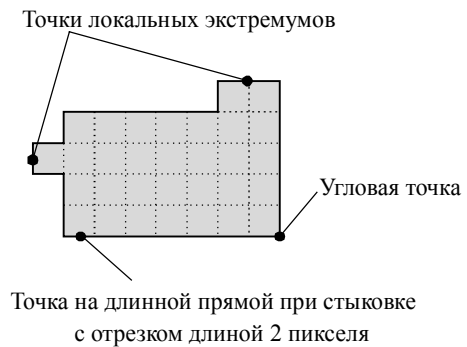 Точки локальных экстремумов
Угловая точка
Точка на длинной прямой при стыковке
с отрезком длиной 2 пикселя